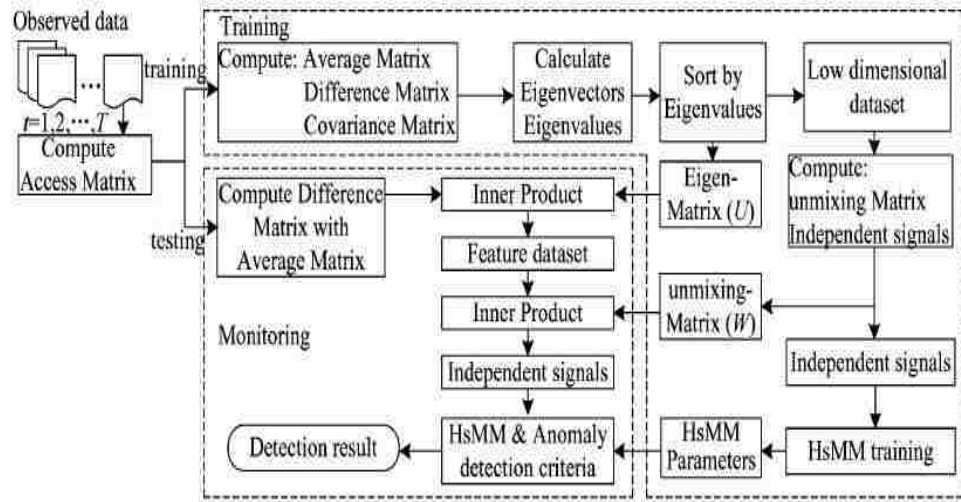 Observed data
...
t=1,2,···,T
Compute
Access Matrix
training
testing
Training
Compute: Average Matrix
Difference Matrix
Covariance Matrix
Calculate
Eigenvectors
Eigenvalues
Sort by
Eigenvalues
Low dimensional
dataset
Eigen-
Matrix (U)
Compute:
unmixing Matrix
Independent signals
Compute Difference
Matrix with
Average Matrix
Inner Product
Feature dataset
Inner Product
unmixing-
Matrix (W)
Monitoring
Independent signals
Independent signals
Detection result
HsMM & Anomaly
detection criteria
HsMM
Parameters
HsMM training